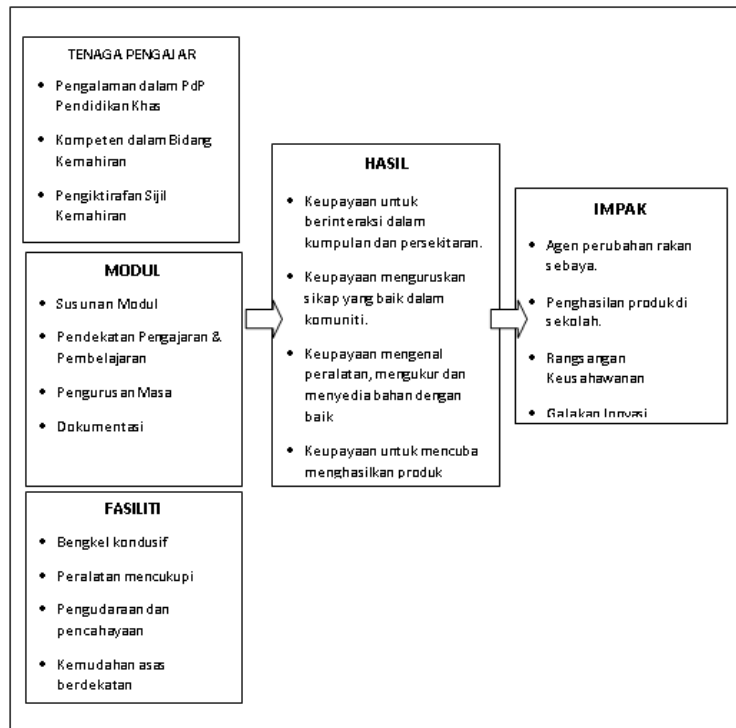 TENAGA PENGAJAR
• Pengalaman dalam PdP
Pendidikan Khas
• Kompeten dalam Bidang
Kemahiran
• Pengiktirafan Sijil
Kemahiran
MODUL
• Susunan Modul
• Pendekatan Pengajaran &
Pembelajaran
• Pengurusan Masa
• Dokumentasi
FASILITI
• Bengkel kondusif
• Peralatan mencukupi
• Pengudaraan dan
pencahayaan
• Kemudahan asas
berdekatan
HASIL
• Keupayaan untuk
berinteraksi dalam
kumpulan dan persekitaran.
• Keupayaan menguruskan
sikap yang baik dalam
komuniti.
• Keupayaan mengenal
peralatan, mengukur dan
menyedia bahan dengan
baik
• Keupayaan untuk mencuba
menghasilkan produk
IMPAK
• Agen perubahan rakan
sebaya.
• Penghasilan produk di
sekolah.
• Rangsangan
Keusahawanan
• Galakan Inovasi